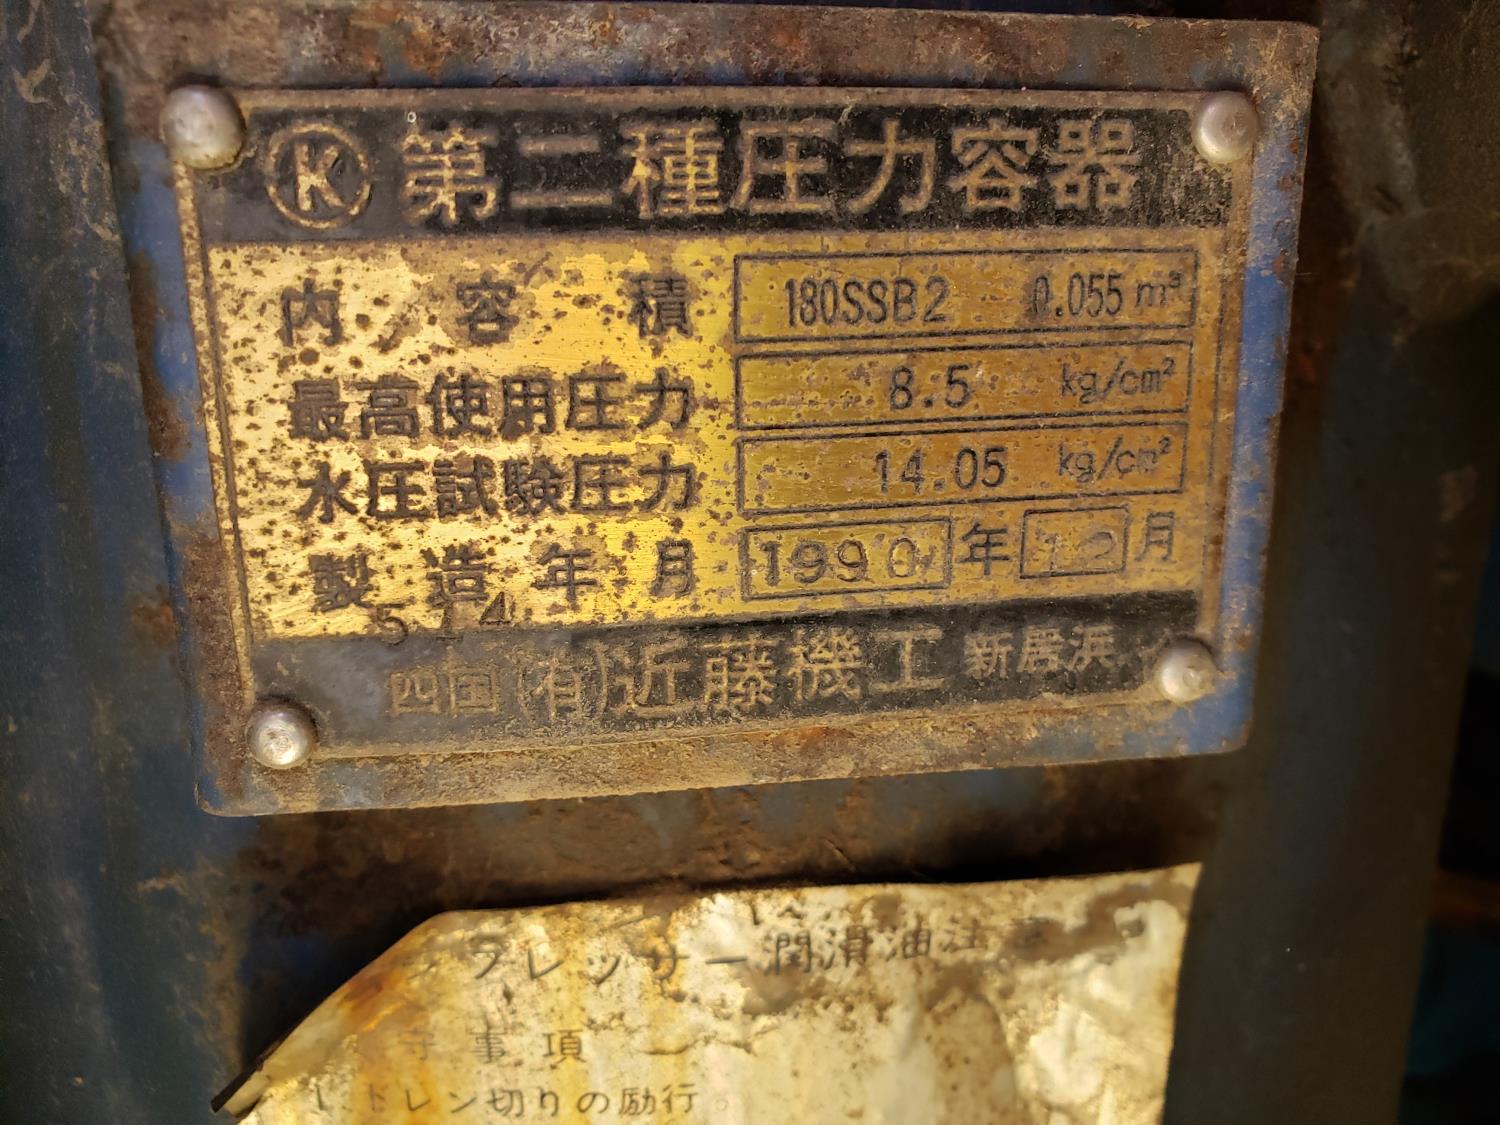 Ⓚ 第二種圧力容器
内容積 180SSB2 0.055 m³
最高使用圧力 8.5 kg/cm²
水圧試験圧力 14.05 kg/cm²
製造年月 1990年12月
514
四国(有)近藤機工 新居浜
プレッサー潤滑油注
守事項
1.ドレン切りの励行